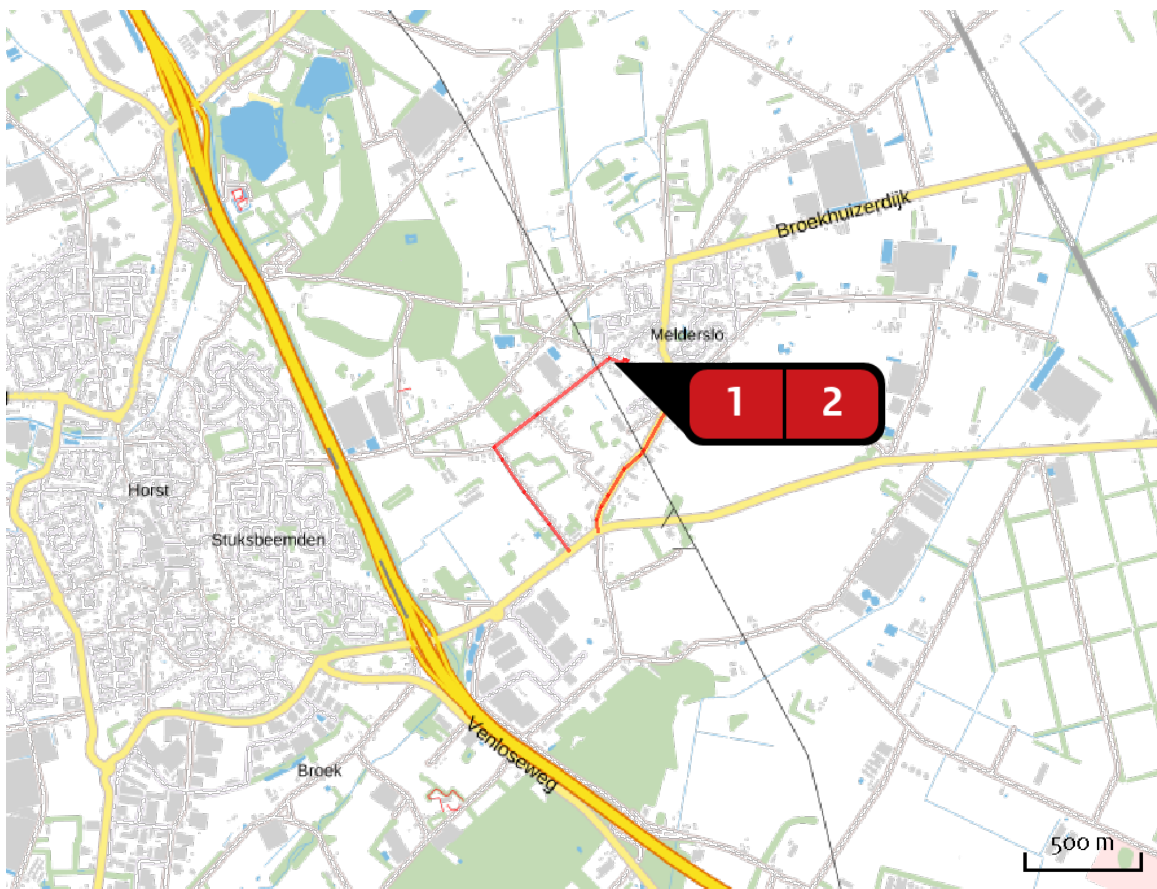 Broekhuizerdijk
Melderslo
1 2
Horst
Stuksbeemden
Venloseweg
Broek
500 m